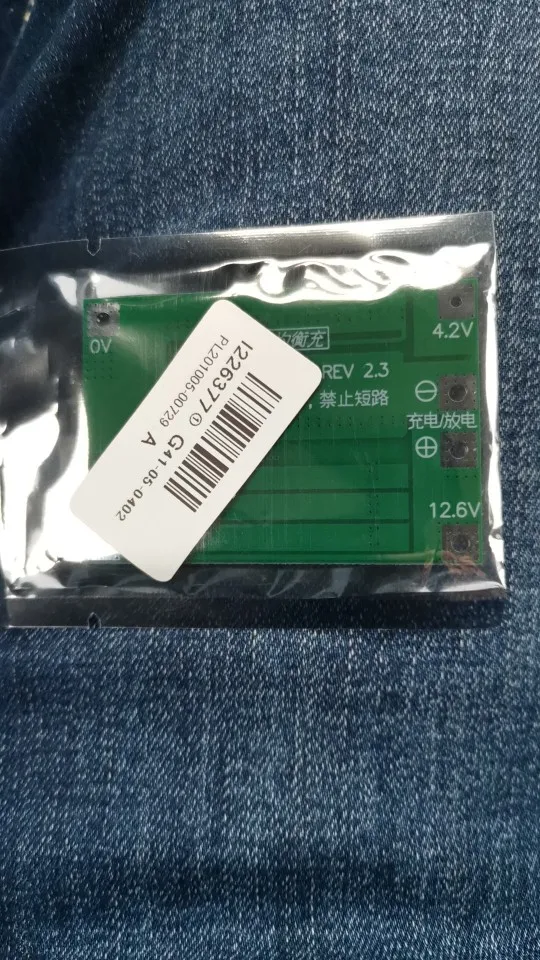 0V
衡充
4.2V
REV 2.3
, 禁止短路
⊖
充电/放电
⊕
12.6V
I226377① G41-05-0402
PL201005-00729 A